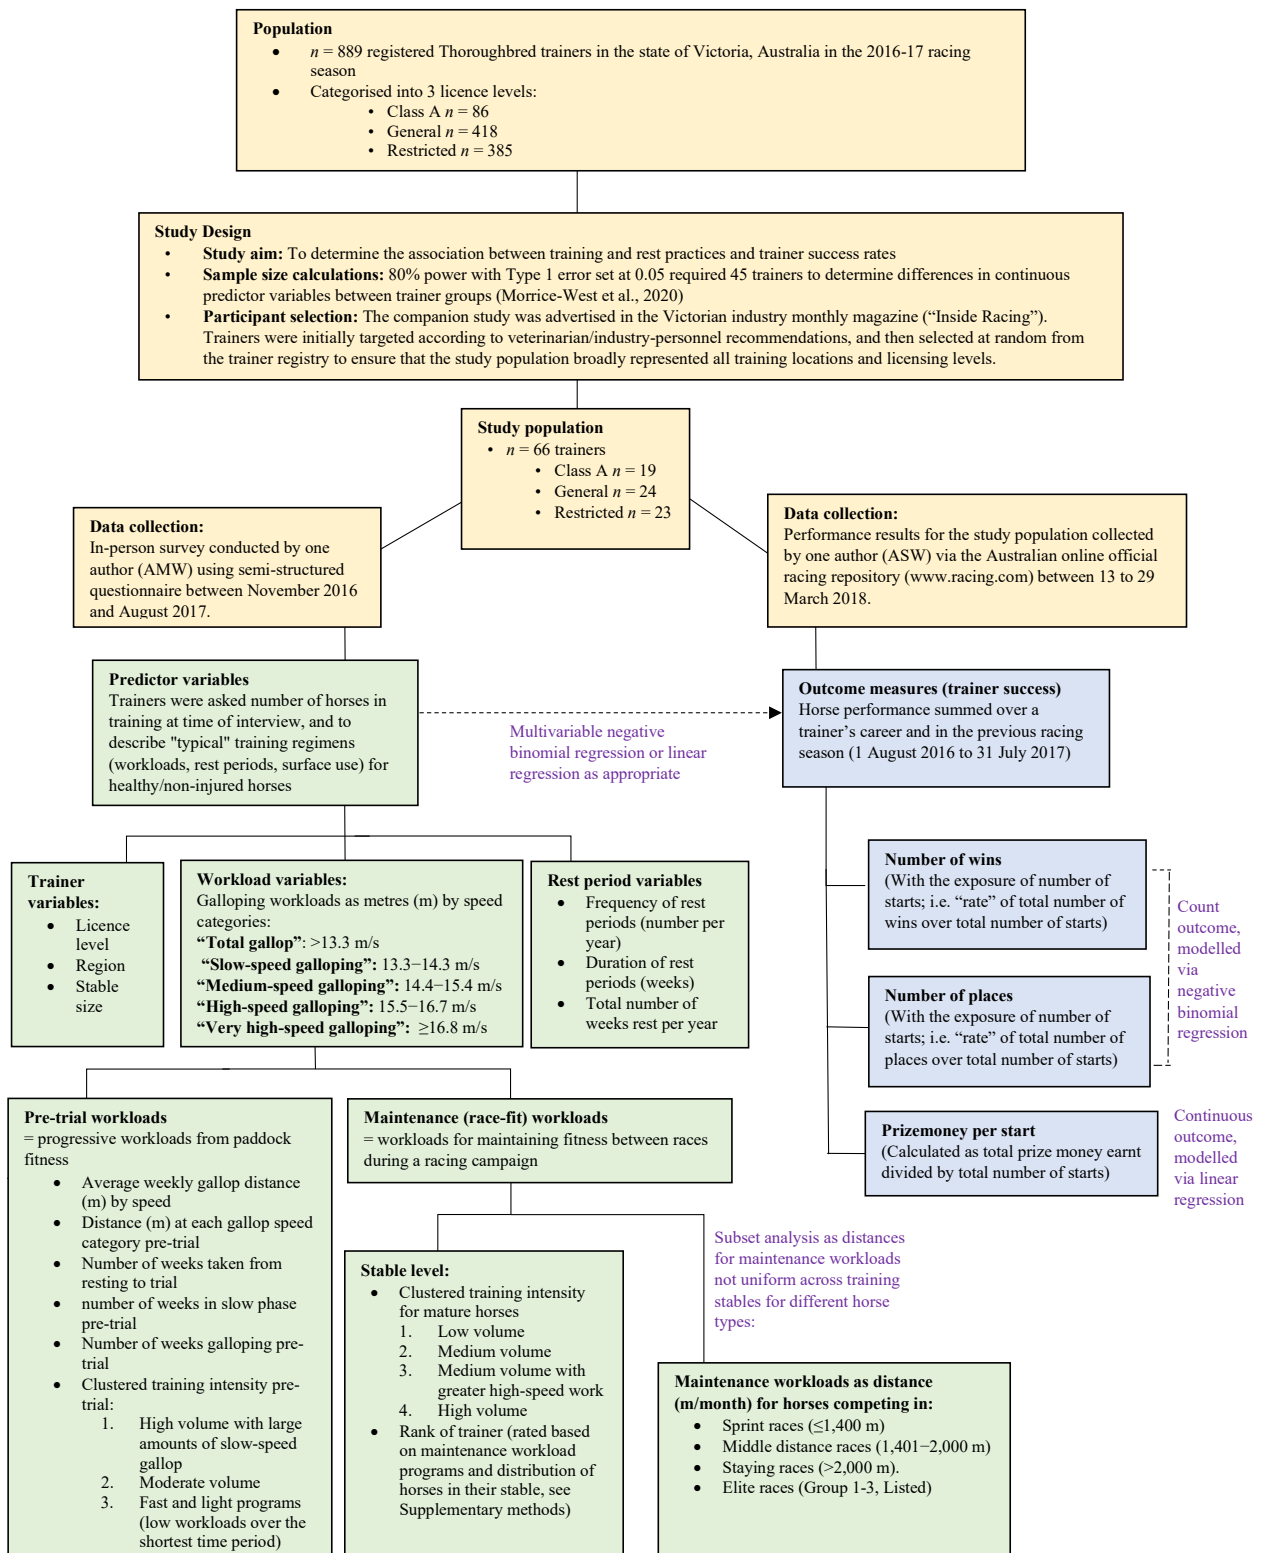 Population
• n = 889 registered Thoroughbred trainers in the state of Victoria, Australia in the 2016-17 racing
season
• Categorised into 3 licence levels:
• Class A n = 86
• General n = 418
• Restricted n = 385
Study Design
• Study aim: To determine the association between training and rest practices and trainer success rates
• Sample size calculations: 80% power with Type 1 error set at 0.05 required 45 trainers to determine differences in continuous
predictor variables between trainer groups (Morrice-West et al., 2020)
• Participant selection: The companion study was advertised in the Victorian industry monthly magazine (“Inside Racing”).
Trainers were initially targeted according to veterinarian/industry-personnel recommendations, and then selected at random from
the trainer registry to ensure that the study population broadly represented all training locations and licensing levels.
Study population
• n = 66 trainers
• Class A n = 19
• General n = 24
• Restricted n = 23
Data collection:
In-person survey conducted by one
author (AMW) using semi-structured
questionnaire between November 2016
and August 2017.
Data collection:
Performance results for the study population collected
by one author (ASW) via the Australian online official
racing repository (www.racing.com) between 13 to 29
March 2018.
Predictor variables
Trainers were asked number of horses in
training at time of interview, and to
describe "typical" training regimens
(workloads, rest periods, surface use) for
healthy/non-injured horses
Multivariable negative
binomial regression or linear
regression as appropriate
Outcome measures (trainer success)
Horse performance summed over a
trainer’s career and in the previous racing
season (1 August 2016 to 31 July 2017)
Trainer
variables:
• Licence
level
• Region
• Stable
size
Workload variables:
Galloping workloads as metres (m) by speed
categories:
“Total gallop”: >13.3 m/s
“Slow-speed galloping”: 13.3−14.3 m/s
“Medium-speed galloping”: 14.4−15.4 m/s
“High-speed galloping”: 15.5−16.7 m/s
“Very high-speed galloping”: ≥16.8 m/s
Rest period variables
• Frequency of rest
periods (number per
year)
• Duration of rest
periods (weeks)
• Total number of
weeks rest per year
Number of wins
(With the exposure of number of
starts; i.e. “rate” of total number of
wins over total number of starts)
Number of places
(With the exposure of number of
starts; i.e. “rate” of total number of
places over total number of starts)
Count
outcome,
modelled
via
negative
binomial
regression
Prizemoney per start
(Calculated as total prize money earnt
divided by total number of starts)
Continuous
outcome,
modelled
via linear
regression
Pre-trial workloads
= progressive workloads from paddock
fitness
• Average weekly gallop distance
(m) by speed
• Distance (m) at each gallop speed
category pre-trial
• Number of weeks taken from
resting to trial
• number of weeks in slow phase
pre-trial
• Number of weeks galloping pre-
trial
• Clustered training intensity pre-
trial:
1. High volume with large
amounts of slow-speed
gallop
2. Moderate volume
3. Fast and light programs
(low workloads over the
shortest time period)
Maintenance (race-fit) workloads
= workloads for maintaining fitness between races
during a racing campaign
Stable level:
• Clustered training intensity
for mature horses
1. Low volume
2. Medium volume
3. Medium volume with
greater high-speed work
4. High volume
• Rank of trainer (rated based
on maintenance workload
programs and distribution of
horses in their stable, see
Supplementary methods)
Subset analysis as distances
for maintenance workloads
not uniform across training
stables for different horse
types:
Maintenance workloads as distance
(m/month) for horses competing in:
• Sprint races (≤1,400 m)
• Middle distance races (1,401−2,000 m)
• Staying races (>2,000 m).
• Elite races (Group 1-3, Listed)